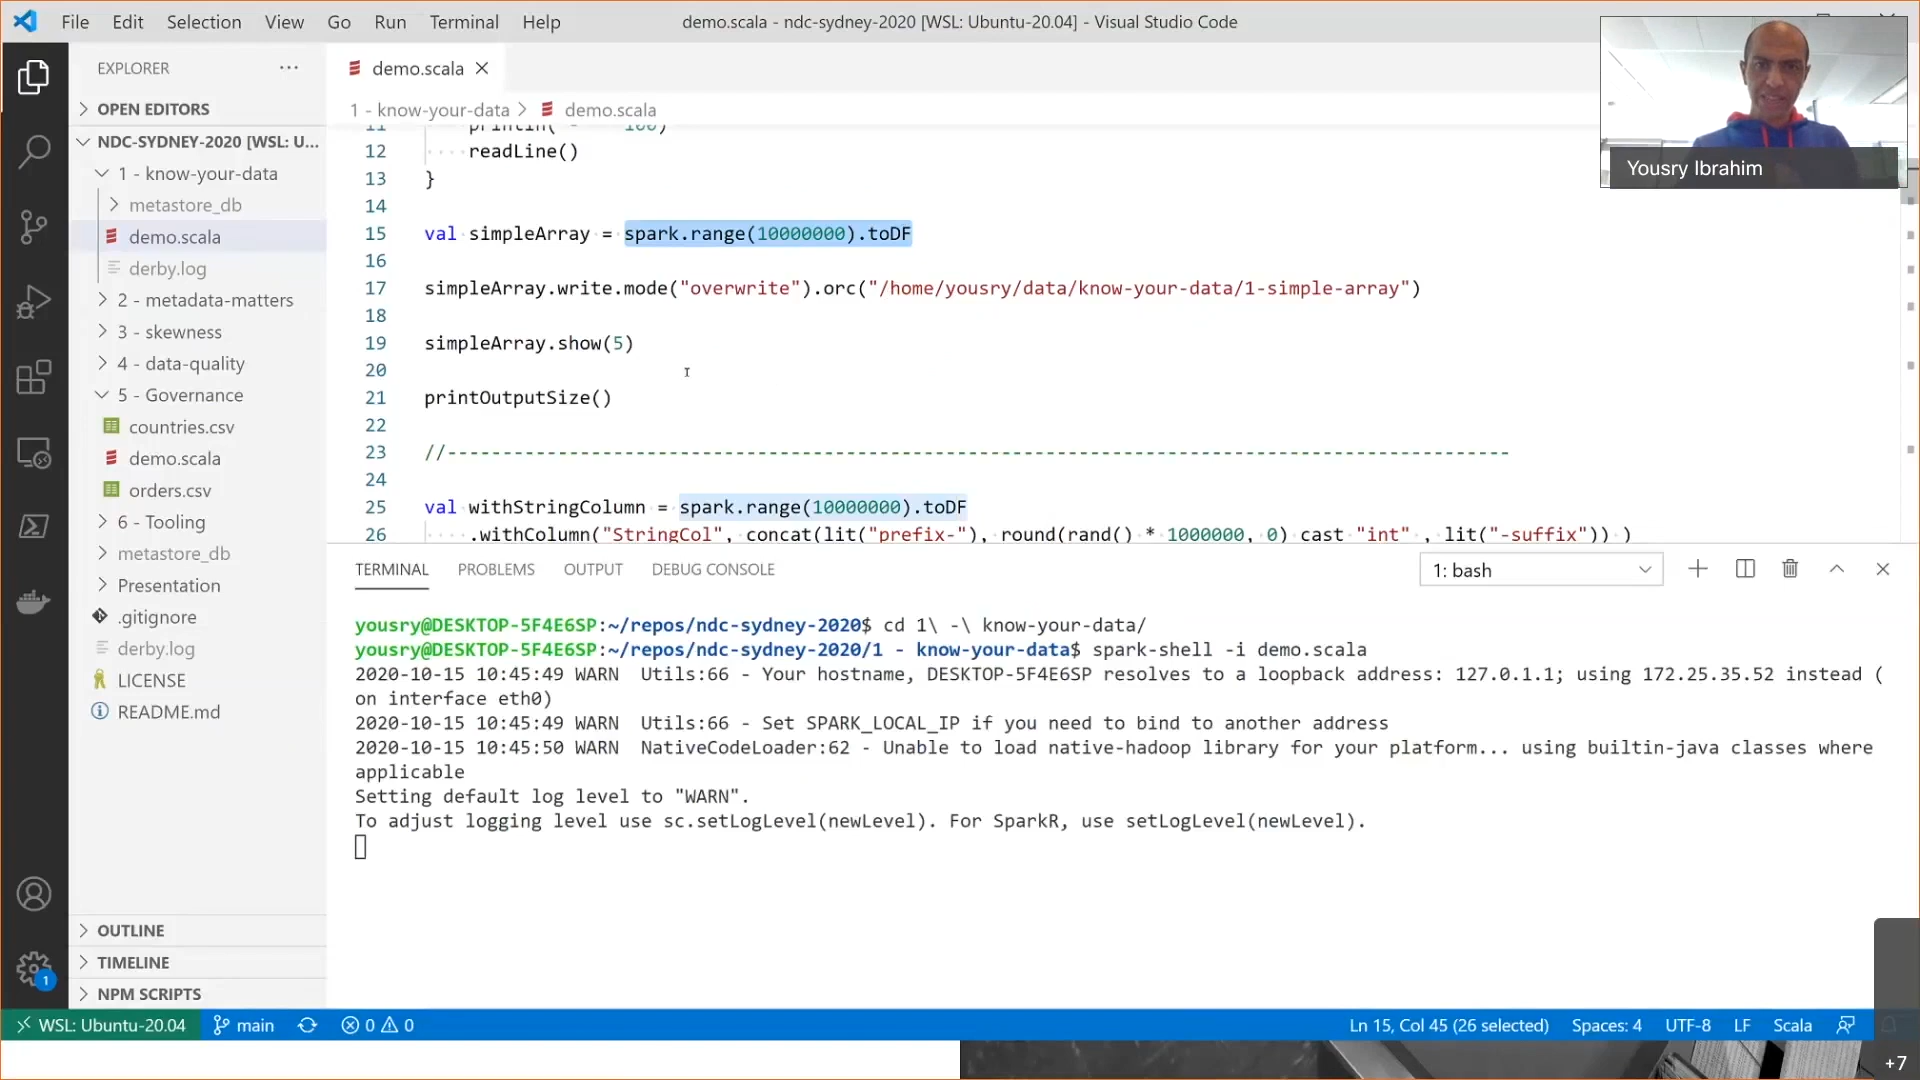 File Edit Selection View Go Run Terminal Help
demo.scala - ndc-sydney-2020 [WSL: Ubuntu-20.04] - Visual Studio Code
Yousry Ibrahim
EXPLORER
OPEN EDITORS
NDC-SYDNEY-2020 [WSL: U...
1 - know-your-data
metastore_db
demo.scala
derby.log
2 - metadata-matters
3 - skewness
4 - data-quality
5 - Governance
countries.csv
demo.scala
orders.csv
6 - Tooling
metastore_db
Presentation
.gitignore
derby.log
LICENSE
README.md
OUTLINE
TIMELINE
NPM SCRIPTS
demo.scala
1 - know-your-data > demo.scala
12 readLine()
13 }
14
15 val simpleArray = spark.range(10000000).toDF
16
17 simpleArray.write.mode("overwrite").orc("/home/yousry/data/know-your-data/1-simple-array")
18
19 simpleArray.show(5)
20
21 printOutputSize()
22
23 //------------------------------------------------------------------------------------------------
24
25 val withStringColumn = spark.range(10000000).toDF
26 .withColumn("StringCol", concat(lit("prefix-"), round(rand() * 1000000, 0) cast "int" , lit("-suffix")) )
TERMINAL PROBLEMS OUTPUT DEBUG CONSOLE
1: bash
yousry@DESKTOP-5F4E6SP:~/repos/ndc-sydney-2020$ cd 1\ -\ know-your-data/
yousry@DESKTOP-5F4E6SP:~/repos/ndc-sydney-2020/1 - know-your-data$ spark-shell -i demo.scala
2020-10-15 10:45:49 WARN  Utils:66 - Your hostname, DESKTOP-5F4E6SP resolves to a loopback address: 127.0.1.1; using 172.25.35.52 instead (
on interface eth0)
2020-10-15 10:45:49 WARN  Utils:66 - Set SPARK_LOCAL_IP if you need to bind to another address
2020-10-15 10:45:50 WARN  NativeCodeLoader:62 - Unable to load native-hadoop library for your platform... using builtin-java classes where
applicable
Setting default log level to "WARN".
To adjust logging level use sc.setLogLevel(newLevel). For SparkR, use setLogLevel(newLevel).
1
WSL: Ubuntu-20.04 main 0 0
Ln 15, Col 45 (26 selected) Spaces: 4 UTF-8 LF Scala
+7